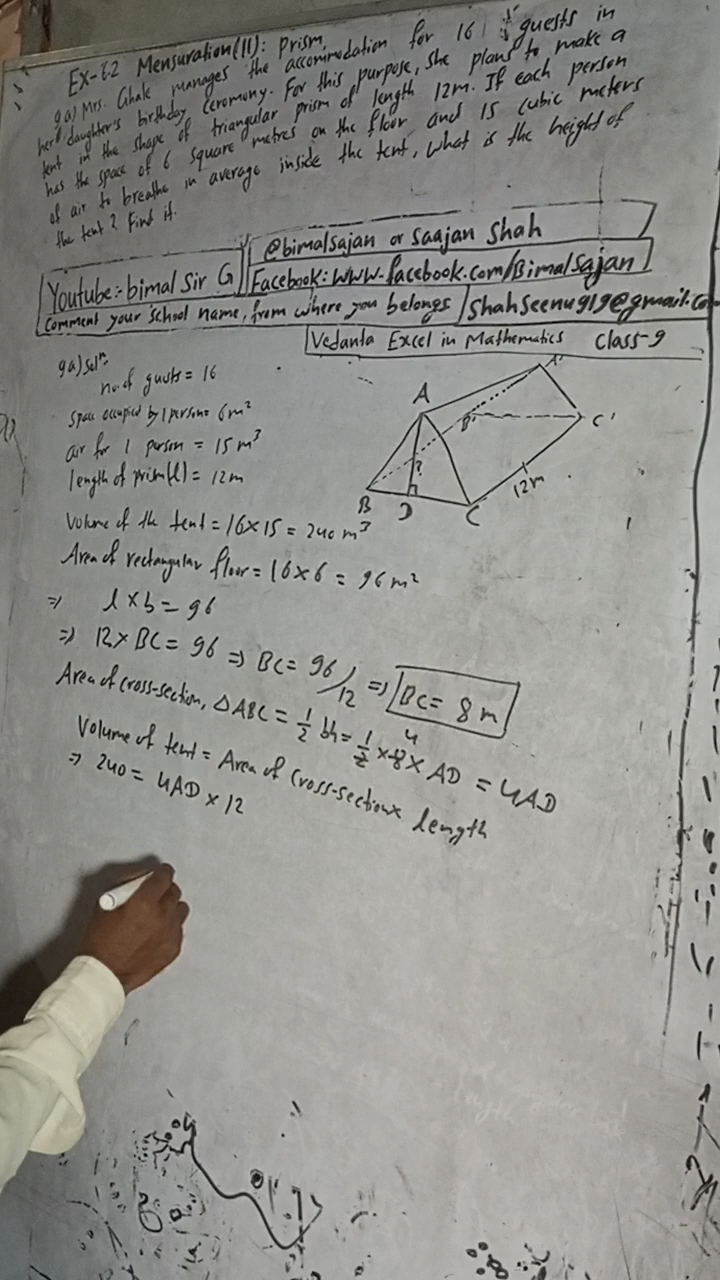 Ex-6.2 Mensuration(II): Prism
9a) Mrs. Ghale manages the accommodation for 16 guests in
her daughter's birthday ceromony. For this purpose, she plans to make a
tent in the shape of triangular prism of length 12m. If each person
has the space of 6 square metres on the floor and 15 cubic meters
of air to breathe in average inside the tent, what is the height of
the tent? Find it.
@bimalsajan or Saajan Shah
Youtube:- bimal Sir G
Facebook: www.facebook.com/Bimalsajan
Comment your school name, from where you belongs
Shahseenu919@gmail.com
Vedanta Excel in Mathematics Class-9
9a) solⁿ
no. of guests = 16
space occupied by 1 person = 6m²
air for 1 person = 15m³
length of prism(l) = 12m
A
A'
B'
C'
?
B
D
C
12m
Volume of the tent = 16×15 = 240 m³
Area of rectangular floor = 16×6 = 96m²
⇒ l×b = 96
⇒ 12×BC = 96 ⇒ BC = 96/12 ⇒ BC = 8m
Area of cross-section, △ABC = 1/2 bh = 1/2 × 8 4 × AD = 4AD
Volume of tent = Area of cross-section × length
⇒ 240 = 4AD × 12